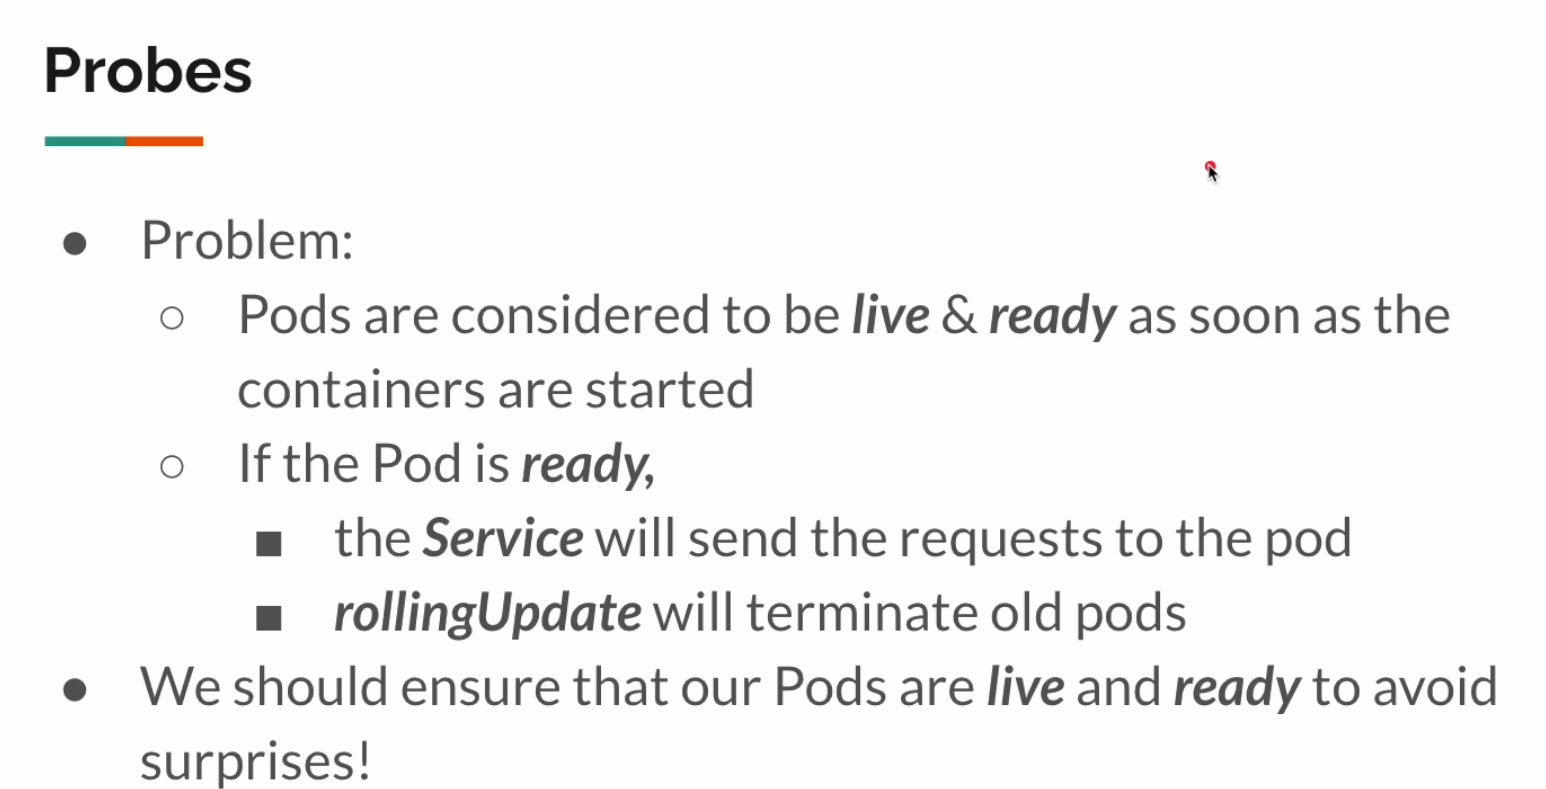 Probes
● Problem:
○ Pods are considered to be live & ready as soon as the
containers are started
○ If the Pod is ready,
■ the Service will send the requests to the pod
■ rollingUpdate will terminate old pods
● We should ensure that our Pods are live and ready to avoid
surprises!